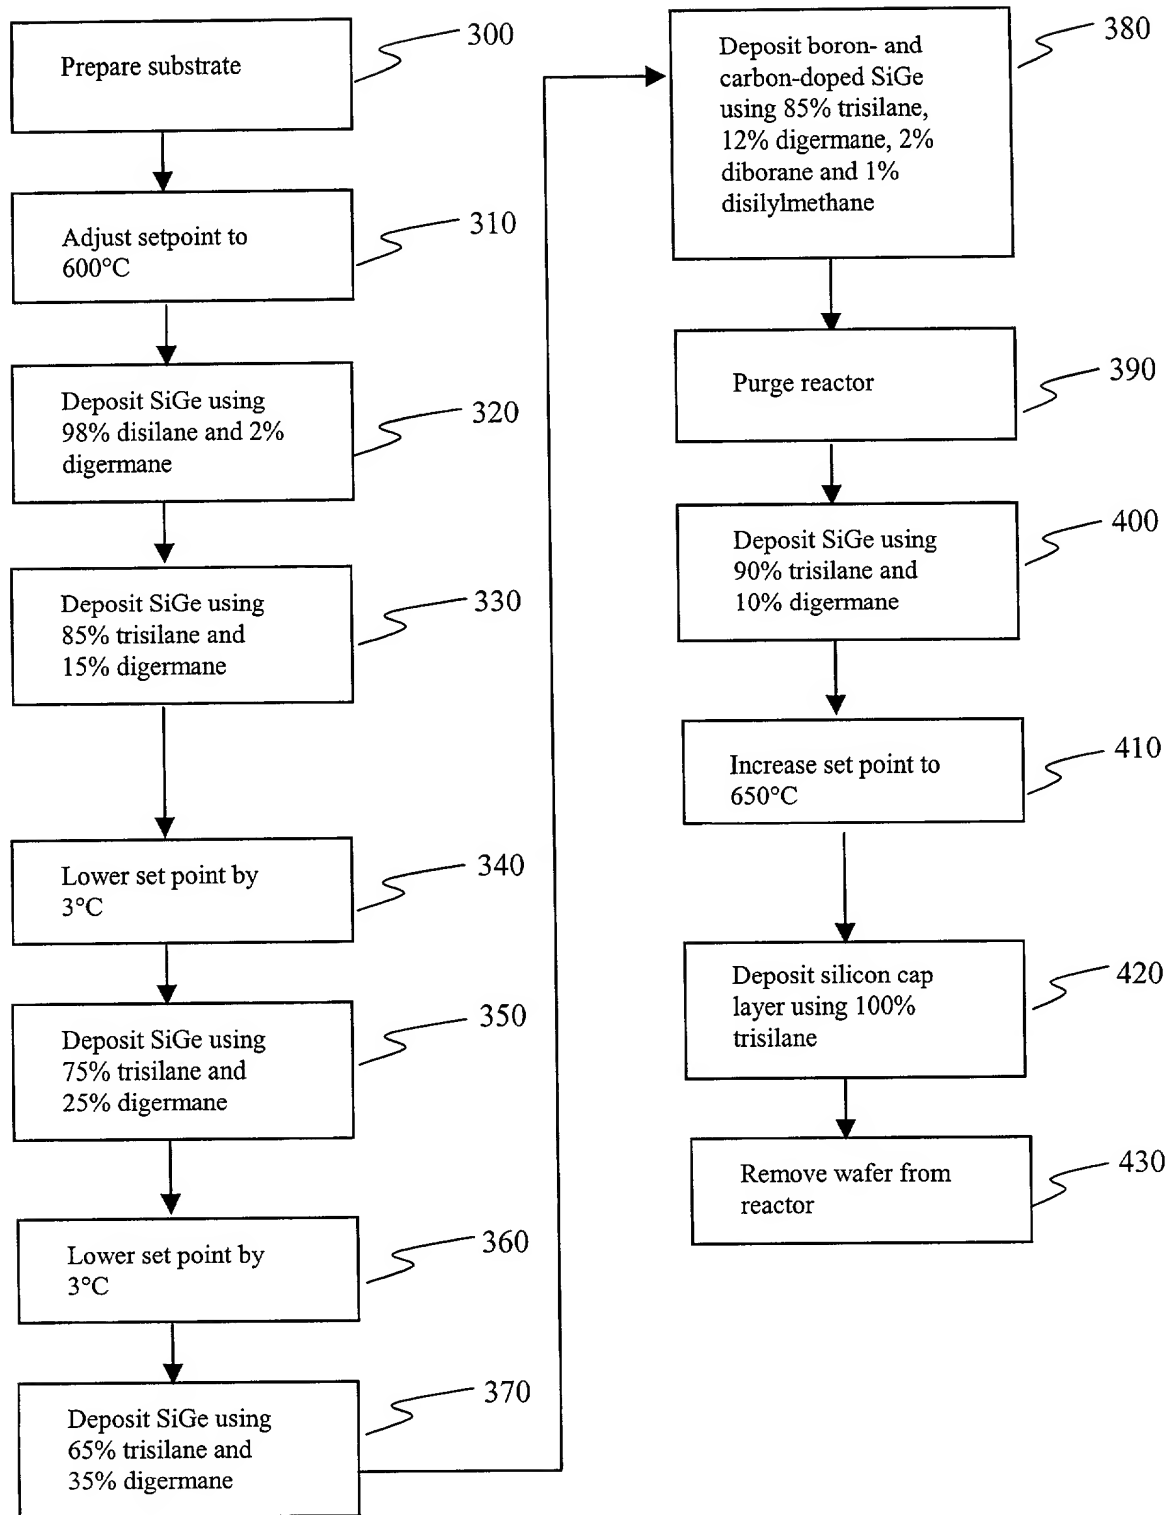 Prepare substrate
300
Adjust setpoint to
600°C
310
Deposit SiGe using
98% disilane and 2%
digermane
320
Deposit SiGe using
85% trisilane and
15% digermane
330
Lower set point by
3°C
340
Deposit SiGe using
75% trisilane and
25% digermane
350
Lower set point by
3°C
360
Deposit SiGe using
65% trisilane and
35% digermane
370
Deposit boron- and
carbon-doped SiGe
using 85% trisilane,
12% digermane, 2%
diborane and 1%
disilylmethane
380
Purge reactor
390
Deposit SiGe using
90% trisilane and
10% digermane
400
Increase set point to
650°C
410
Deposit silicon cap
layer using 100%
trisilane
420
Remove wafer from
reactor
430